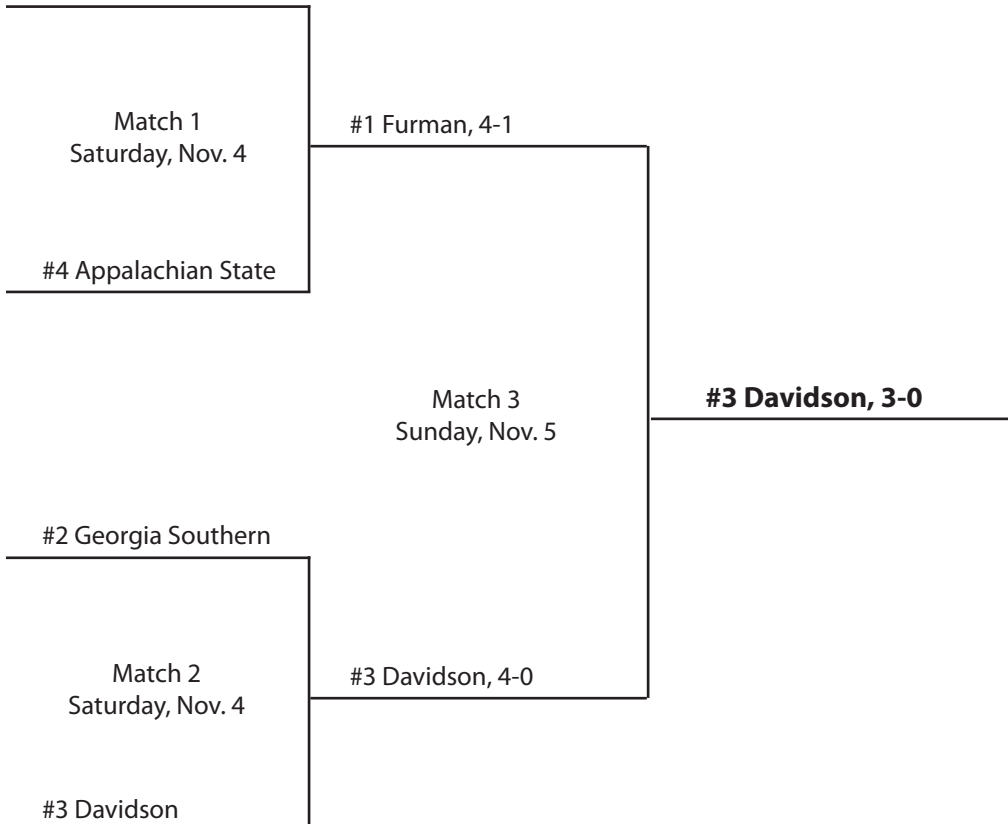 Match 1
Saturday, Nov. 4
#1 Furman, 4-1
#4 Appalachian State
Match 3
Sunday, Nov. 5
#3 Davidson, 3-0
#2 Georgia Southern
Match 2
Saturday, Nov. 4
#3 Davidson, 4-0
#3 Davidson